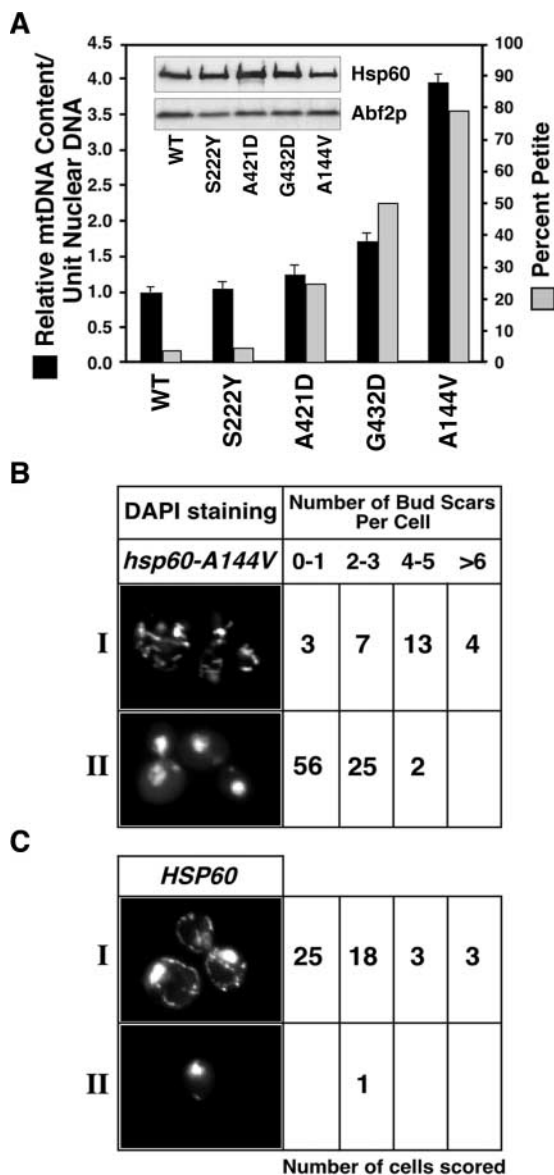 A
Relative mtDNA Content/
Unit Nuclear DNA
4.5
4.0
3.5
3.0
2.5
2.0
1.5
1.0
0.5
0.0
Hsp60
Abf2p
WT
S222Y
A421D
G432D
A144V
100
90
80
70
60
50
40
30
20
10
0
Percent Petite
WT
S222Y
A421D
G432D
A144V
B
DAPI staining
Number of Bud Scars
Per Cell
hsp60-A144V
0-1 2-3 4-5 >6
I 3 7 13 4
II 56 25 2
C
HSP60
I 25 18 3 3
II 1
Number of cells scored